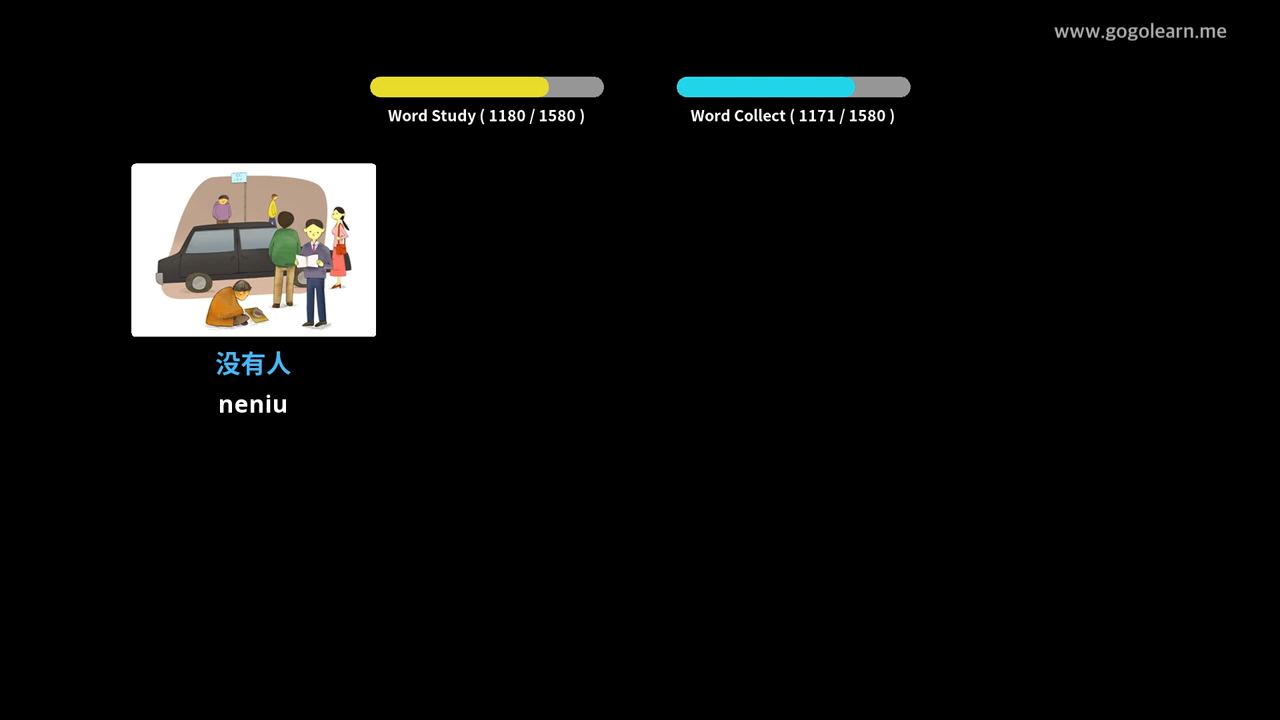 www.gogolearn.me
Word Study ( 1180 / 1580 )
Word Collect ( 1171 / 1580 )
没有人
neniu